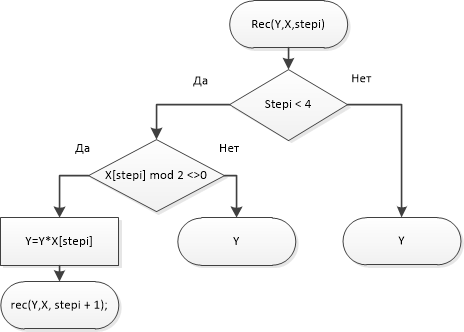 Rec(Y,X,stepi)
Да
Нет
Stepi < 4
Да
Нет
X[stepi] mod 2 <>0
Y=Y*X[stepi]
Y
Y
rec(Y,X, stepi + 1);